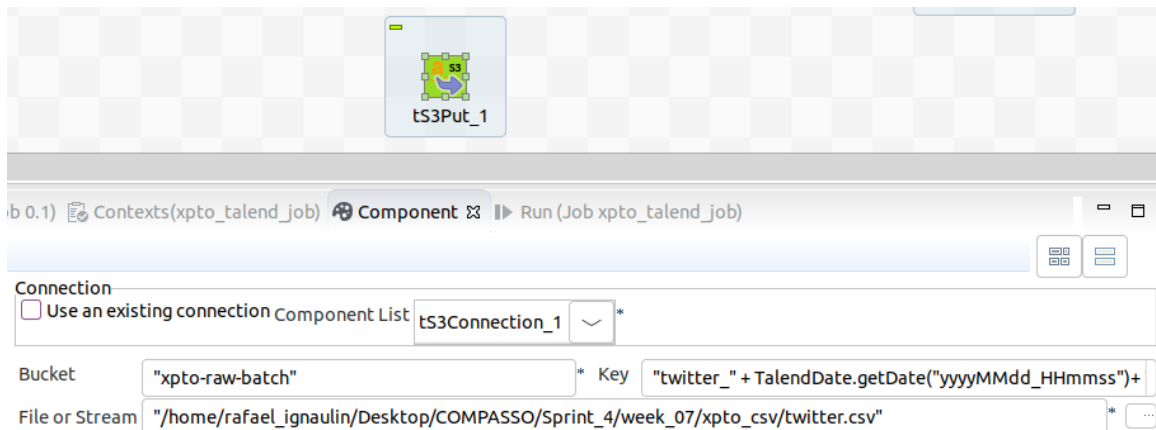 a S3
tS3Put_1
ob 0.1) Contexts(xpto_talend_job) Component Run (Job xpto_talend_job)
Connection
Use an existing connection Component List tS3Connection_1 *
Bucket "xpto-raw-batch" * Key "twitter_" + TalendDate.getDate("yyyyMMdd_HHmmss")+
File or Stream "/home/rafael_ignaulin/Desktop/COMPASSO/Sprint_4/week_07/xpto_csv/twitter.csv" * ...